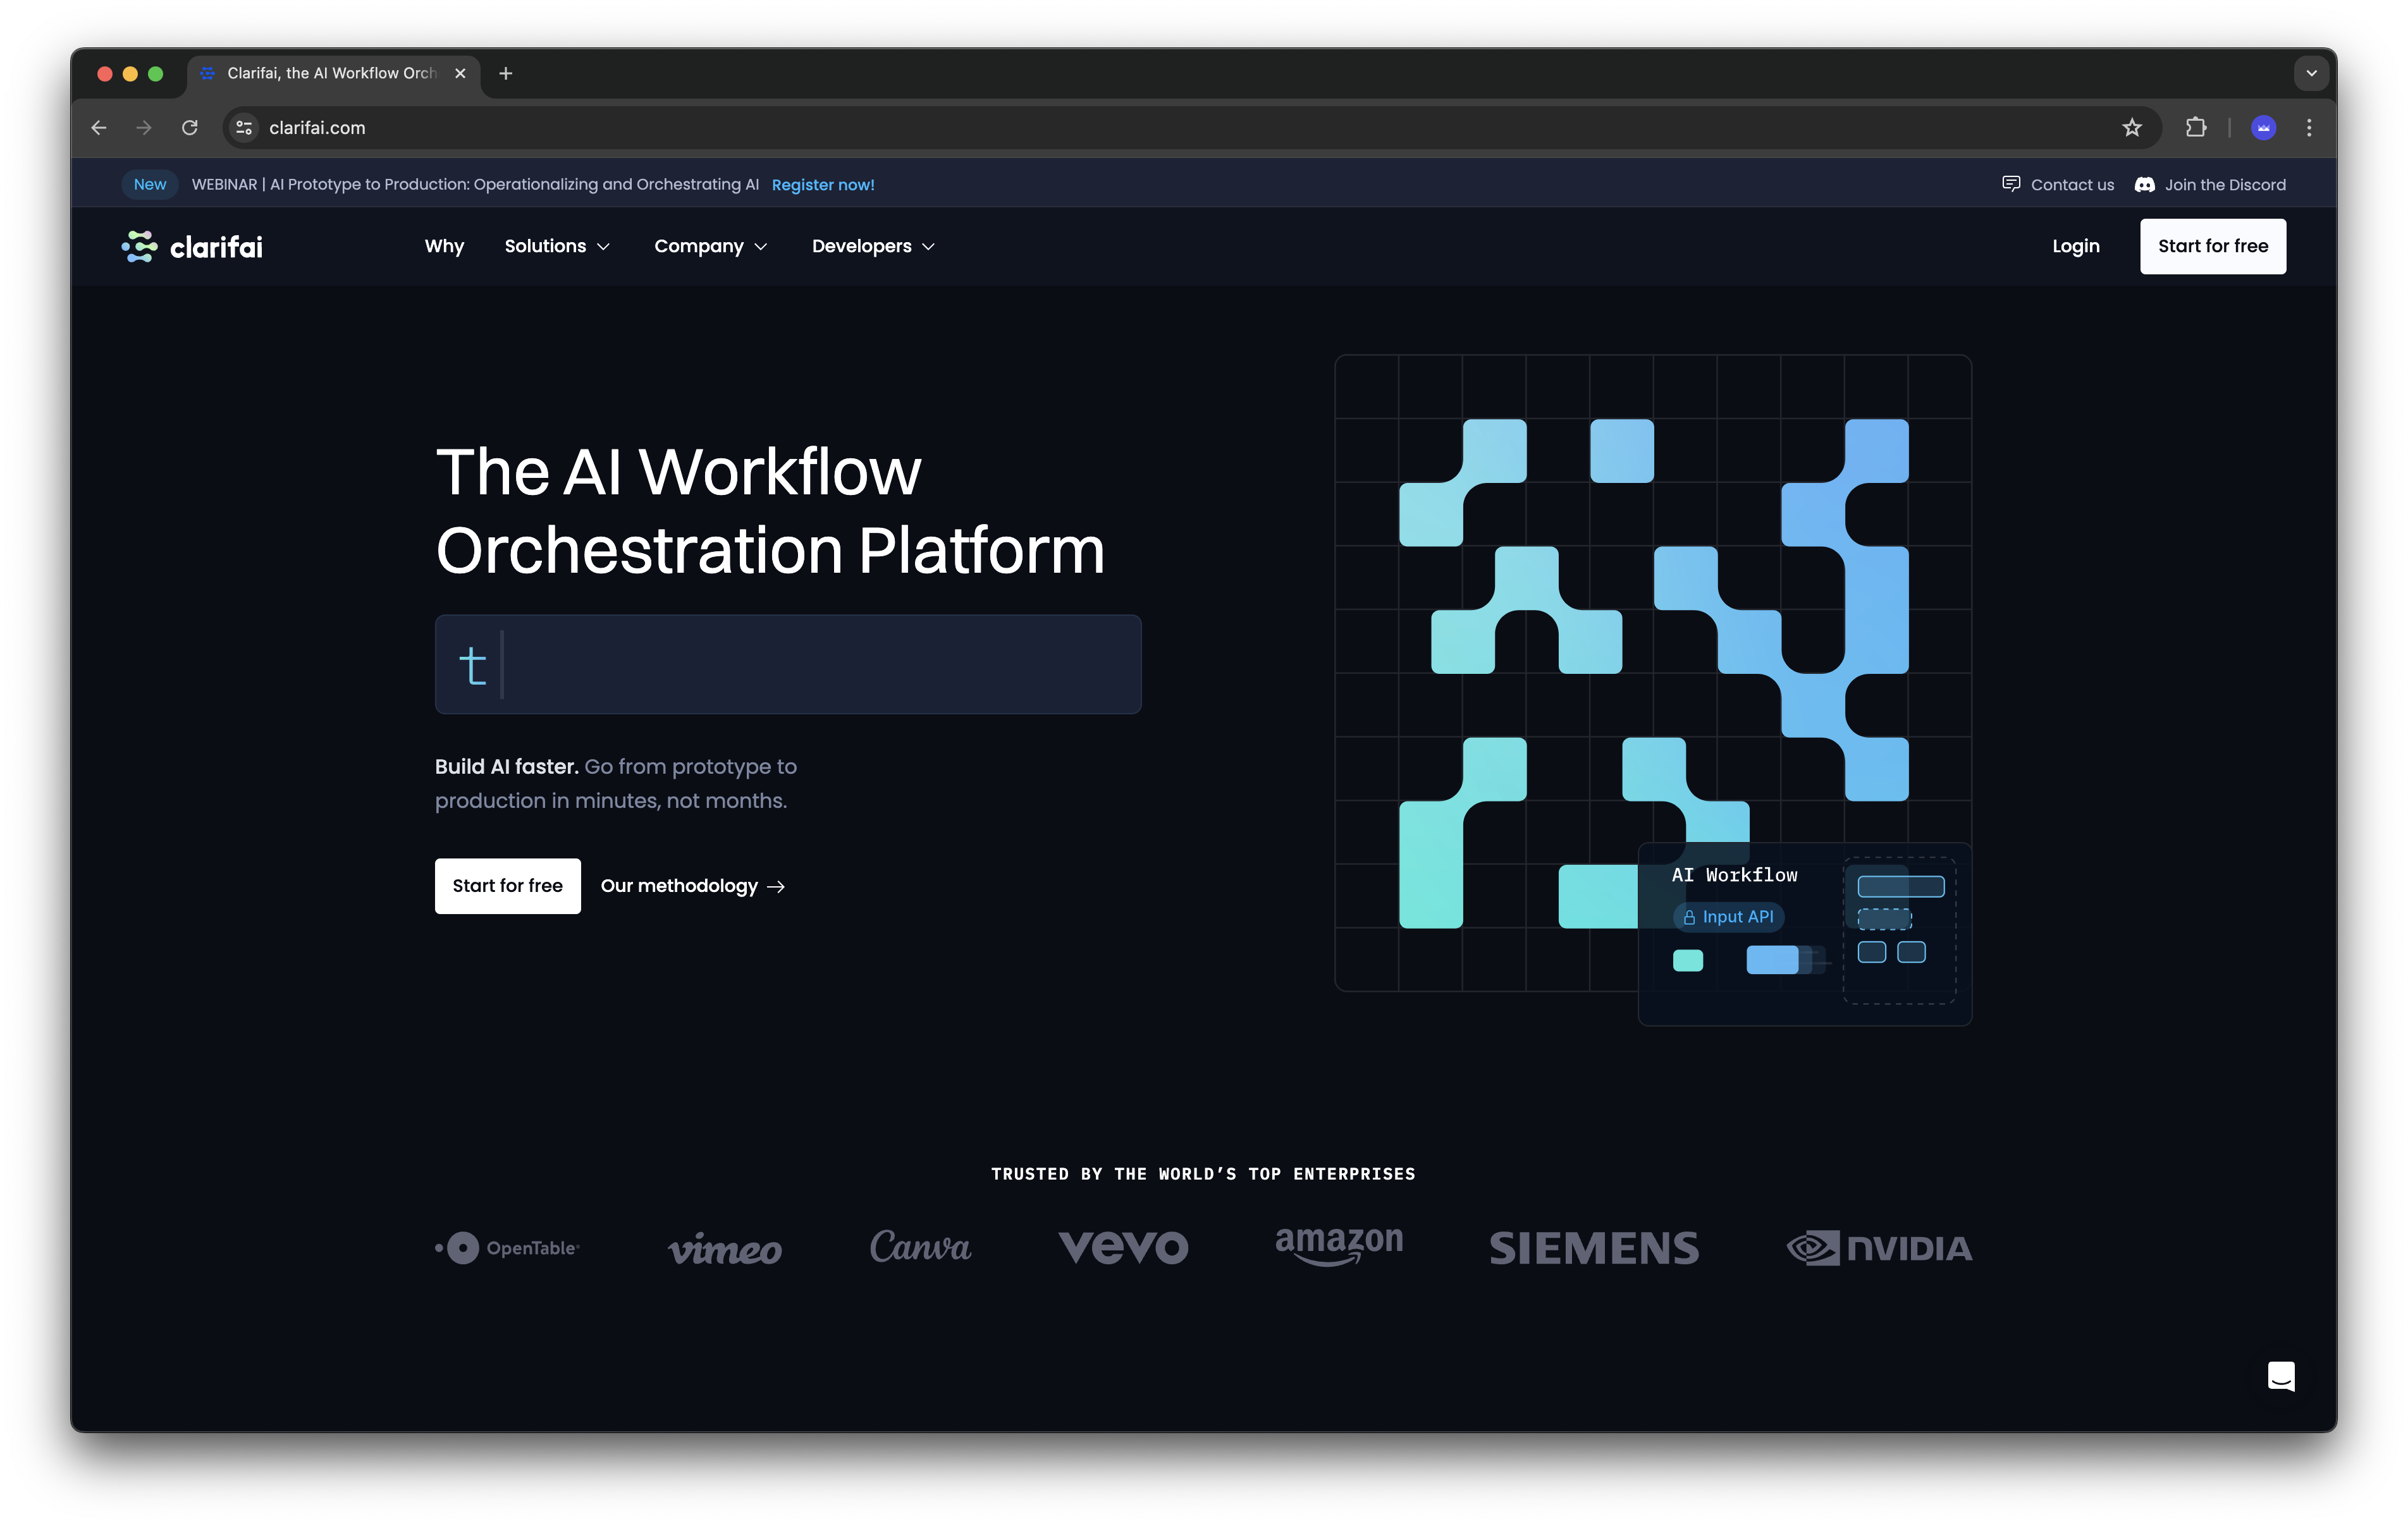 Clarifai, the AI Workflow Orch
clarifai.com
New WEBINAR | AI Prototype to Production: Operationalizing and Orchestrating AI Register now! Contact us Join the Discord
clarifai Why Solutions Company Developers Login Start for free
The AI Workflow
Orchestration Platform
t
Build AI faster. Go from prototype to
production in minutes, not months.
Start for free Our methodology →
AI Workflow
Input API
TRUSTED BY THE WORLD’S TOP ENTERPRISES
OpenTable vimeo Canva vevo amazon SIEMENS NVIDIA